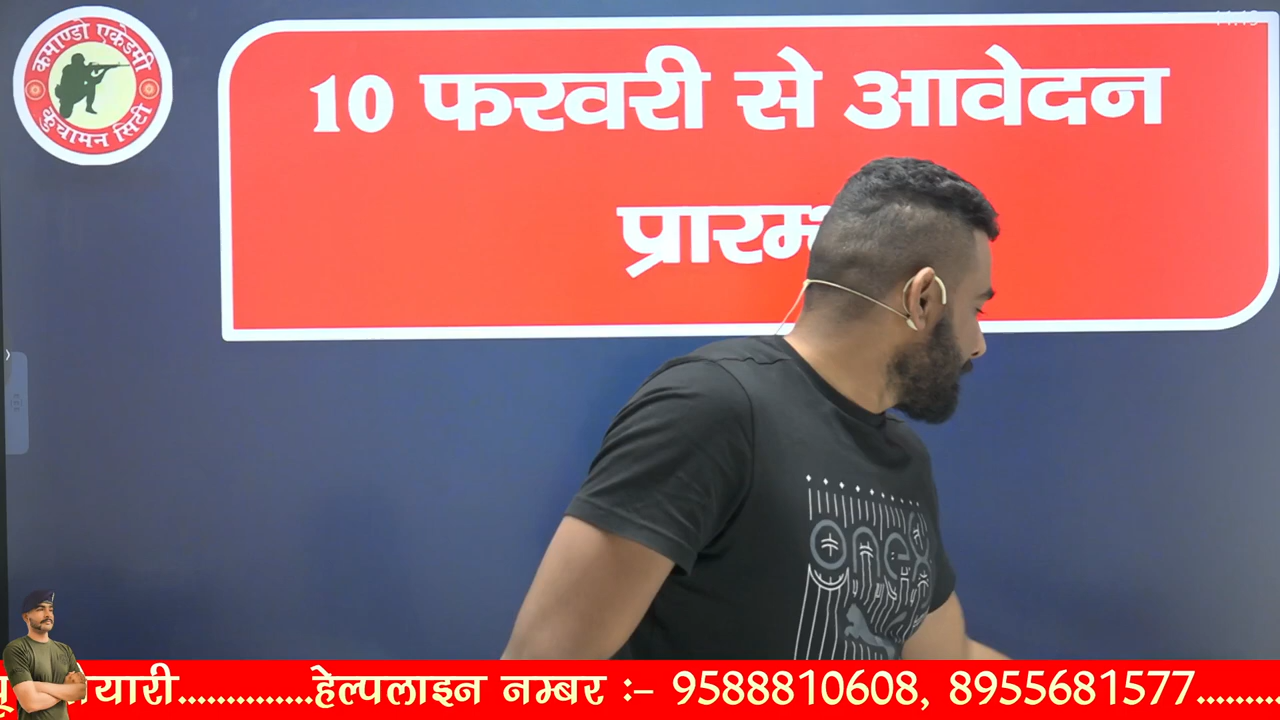 कमाण्डो एकेडमी
कुचामन सिटी
10 फरवरी से आवेदन
हेल्पलाइन नम्बर :- 9588810608, 8955681577